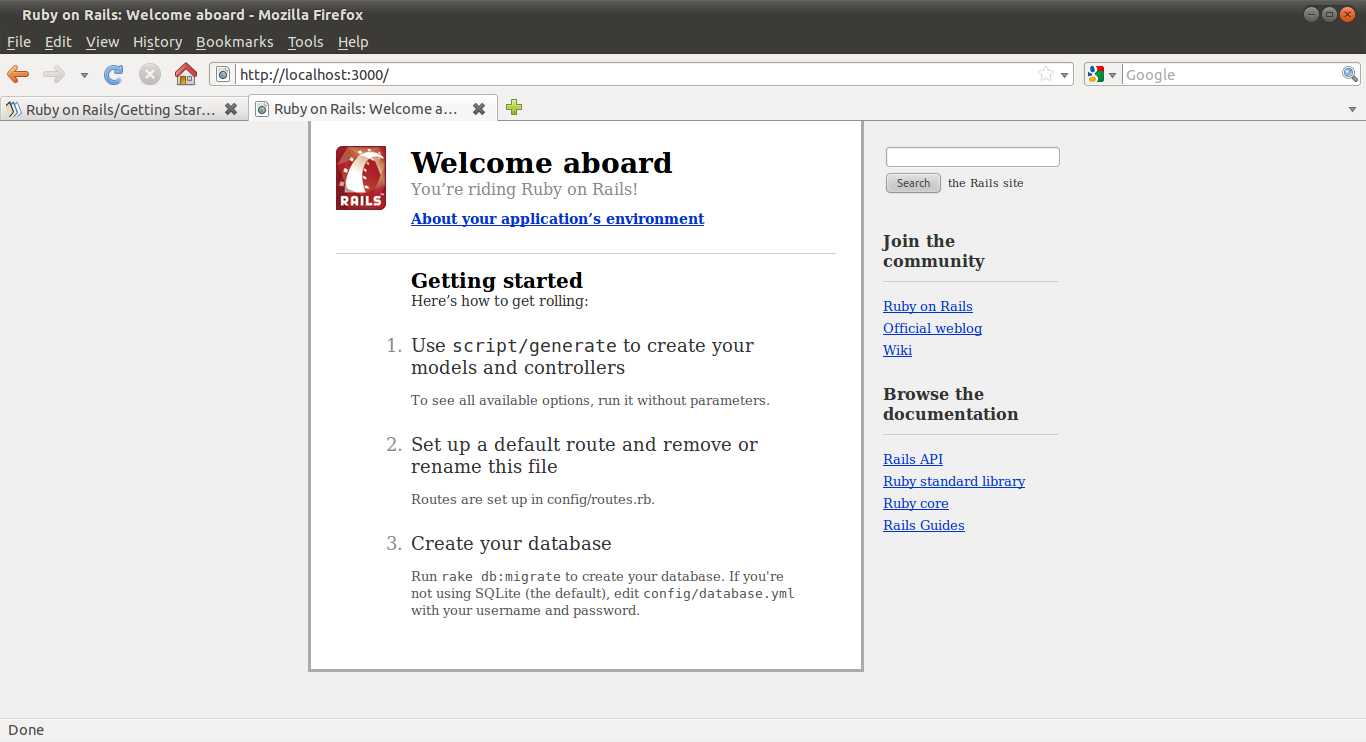 Ruby on Rails: Welcome aboard - Mozilla Firefox
File Edit View History Bookmarks Tools Help
http://localhost:3000/
Google
Ruby on Rails/Getting Star...
Ruby on Rails: Welcome a...
RAILS
Welcome aboard
You’re riding Ruby on Rails!
About your application’s environment
Getting started
Here’s how to get rolling:
1. Use script/generate to create your
models and controllers
To see all available options, run it without parameters.
2. Set up a default route and remove or
rename this file
Routes are set up in config/routes.rb.
3. Create your database
Run rake db:migrate to create your database. If you're
not using SQLite (the default), edit config/database.yml
with your username and password.
Search the Rails site
Join the
community
Ruby on Rails
Official weblog
Wiki
Browse the
documentation
Rails API
Ruby standard library
Ruby core
Rails Guides
Done